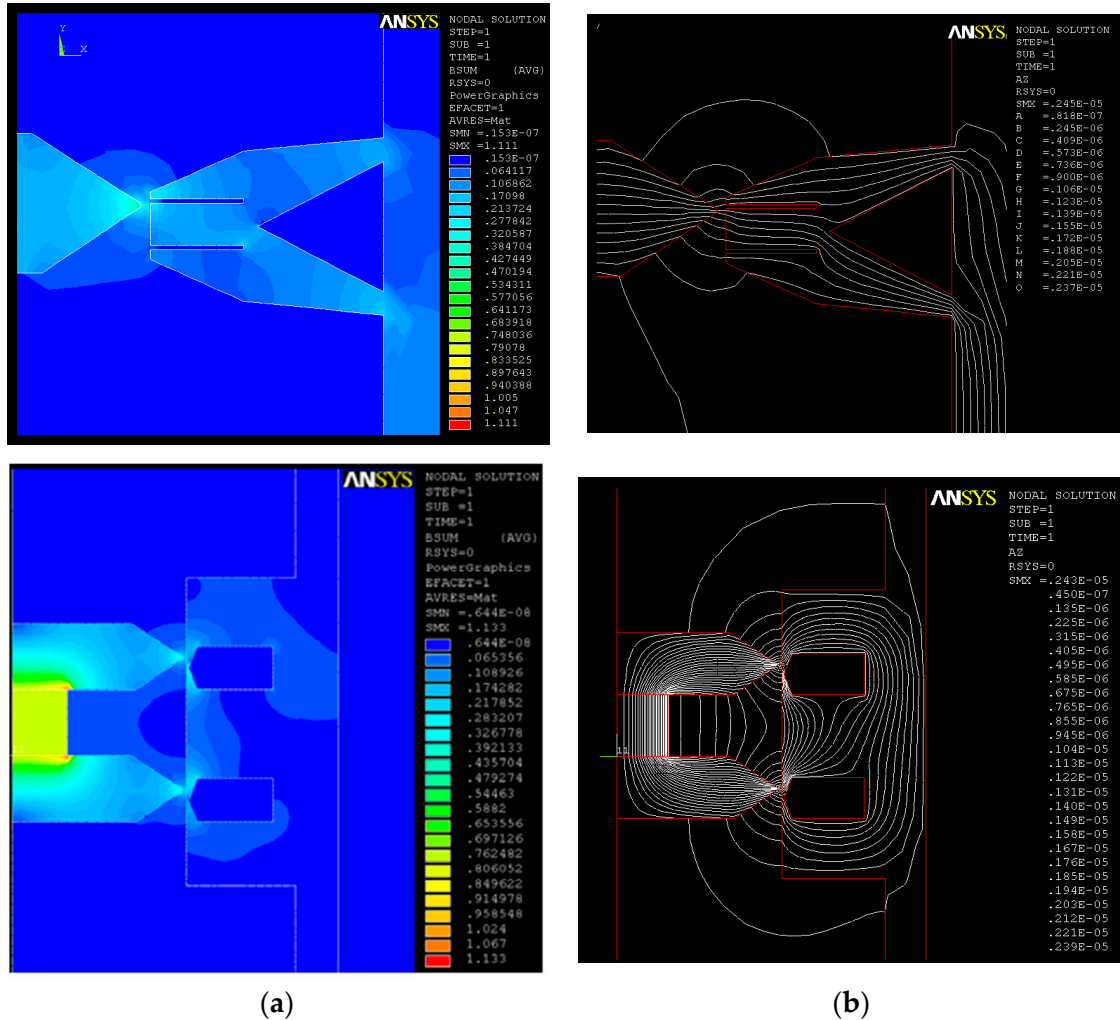 ANSYS
NODAL SOLUTION
STEP=1
SUB =1
TIME=1
BSUM (AVG)
RSYS=0
PowerGraphics
EFACET=1
AVRES=Mat
SMN =.153E-07
SMX =1.111
.153E-07
.064117
.106862
.17098
.213724
.277842
.320587
.384704
.427449
.470194
.534311
.577056
.641173
.683918
.748036
.79078
.833525
.897643
.940388
1.005
1.047
1.111
Y
X
ANSYS
NODAL SOLUTION
STEP=1
SUB =1
TIME=1
AZ
RSYS=0
SMX =.245E-05
A =.818E-07
B =.245E-06
C =.409E-06
D =.573E-06
E =.736E-06
F =.900E-06
G =.106E-05
H =.123E-05
I =.139E-05
J =.155E-05
K =.172E-05
L =.188E-05
M =.205E-05
N =.221E-05
O =.237E-05
ANSYS
NODAL SOLUTION
STEP=1
SUB =1
TIME=1
BSUM (AVG)
RSYS=0
PowerGraphics
EFACET=1
AVRES=Mat
SMN =.644E-08
SMX =1.133
.644E-08
.065356
.108926
.174282
.217852
.283207
.326778
.392133
.435704
.479274
.54463
.5882
.653556
.697126
.762482
.806052
.849622
.914978
.958548
1.024
1.067
1.133
11
ANSYS
NODAL SOLUTION
STEP=1
SUB =1
TIME=1
AZ
RSYS=0
SMX =.243E-05
.450E-07
.135E-06
.225E-06
.315E-06
.405E-06
.495E-06
.585E-06
.675E-06
.765E-06
.855E-06
.945E-06
.104E-05
.113E-05
.122E-05
.131E-05
.140E-05
.149E-05
.158E-05
.167E-05
.176E-05
.185E-05
.194E-05
.203E-05
.212E-05
.221E-05
.239E-05
11
(a)
(b)